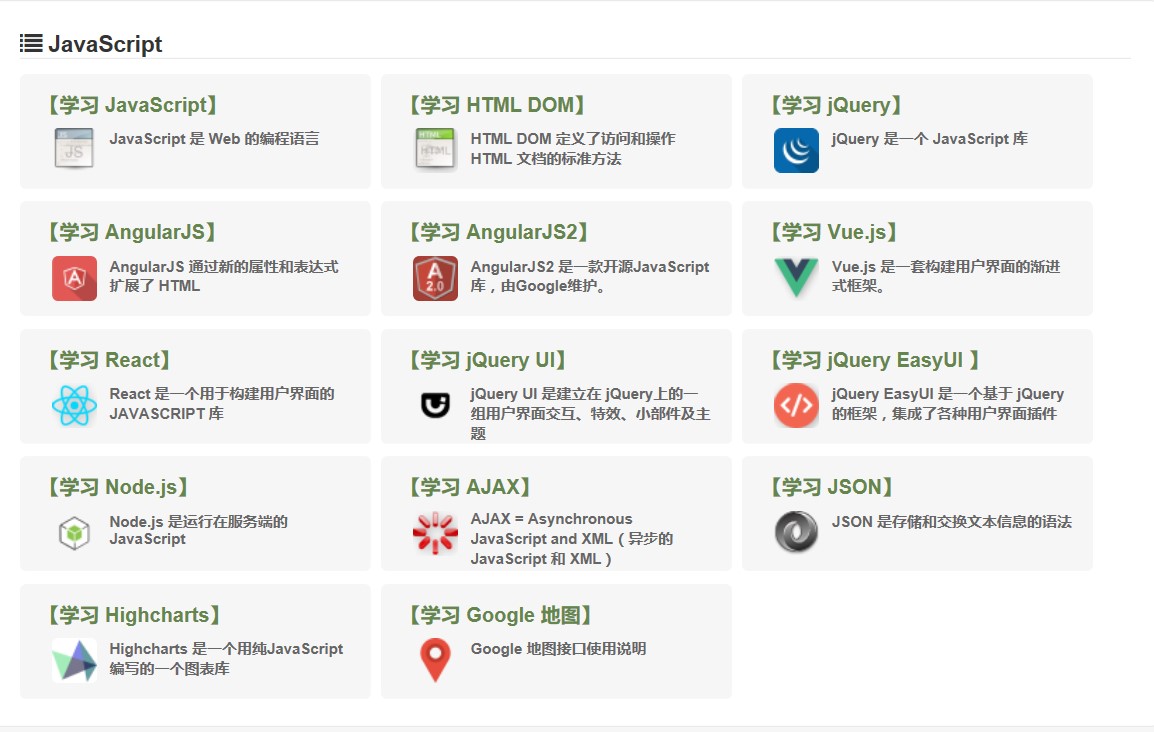 JavaScript
【学习 JavaScript】
JavaScript 是 Web 的编程语言
【学习 HTML DOM】
HTML DOM 定义了访问和操作
HTML 文档的标准方法
【学习 jQuery】
jQuery 是一个 JavaScript 库
【学习 AngularJS】
AngularJS 通过新的属性和表达式
扩展了 HTML
【学习 AngularJS2】
AngularJS2 是一款开源JavaScript
库，由Google维护。
【学习 Vue.js】
Vue.js 是一套构建用户界面的渐进
式框架。
【学习 React】
React 是一个用于构建用户界面的
JAVASCRIPT 库
【学习 jQuery UI】
jQuery UI 是建立在 jQuery上的一
组用户界面交互、特效、小部件及主
题
【学习 jQuery EasyUI 】
jQuery EasyUI 是一个基于 jQuery
的框架，集成了各种用户界面插件
【学习 Node.js】
Node.js 是运行在服务端的
JavaScript
【学习 AJAX】
AJAX = Asynchronous
JavaScript and XML（异步的
JavaScript 和 XML）
【学习 JSON】
JSON 是存储和交换文本信息的语法
【学习 Highcharts】
Highcharts 是一个用纯JavaScript
编写的一个图表库
【学习 Google 地图】
Google 地图接口使用说明
JS
JS
HTML
HTML
A
A
2.0